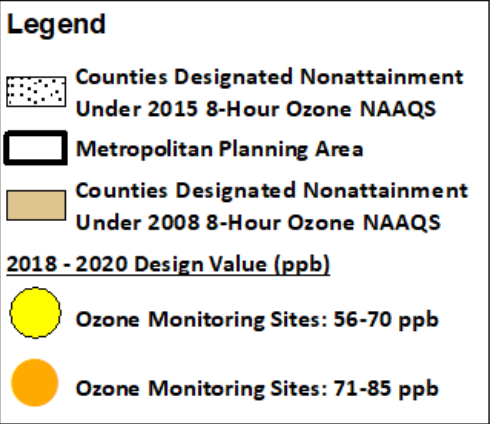 Legend
Counties Designated Nonattainment
Under 2015 8-Hour Ozone NAAQS
Metropolitan Planning Area
Counties Designated Nonattainment
Under 2008 8-Hour Ozone NAAQS
2018 - 2020 Design Value (ppb)
Ozone Monitoring Sites: 56-70 ppb
Ozone Monitoring Sites: 71-85 ppb